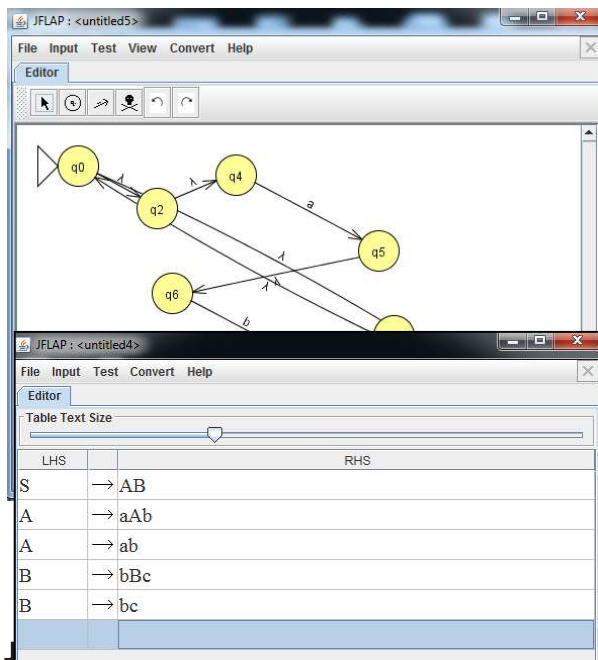 JFLAP : <untitled5>
File Input Test View Convert Help
Editor
q0
λ
q2
λ
q4
a
q5
λ
λ
λ
q6
b
JFLAP : <untitled4>
File Input Test Convert Help
Editor
Table Text Size
LHS RHS
S → AB
A → aAb
A → ab
B → bBc
B → bc